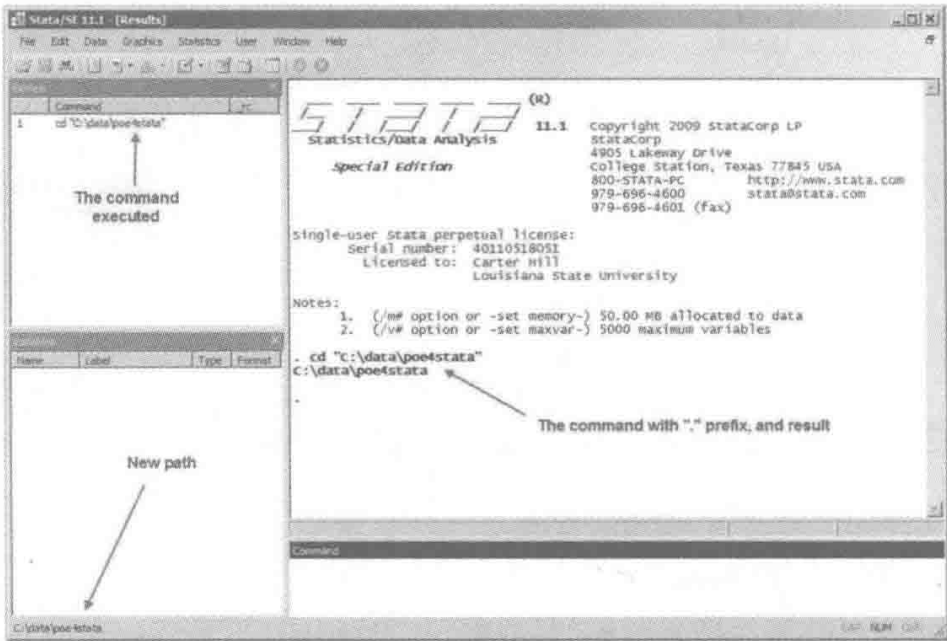 Stata/SE 11.1 - [Results]
File Edit Data Graphics Statistics User Window Help
Command _rc
1 cd "C:\data\poe4stata"
The command
executed
Name Label Type Format
New path
C:\data\poe4stata
STATA (R)
11.1 Copyright 2009 StataCorp LP
Statistics/Data Analysis StataCorp
4905 Lakeway Drive
Special Edition College Station, Texas 77845 USA
800-STATA-PC http://www.stata.com
979-696-4600 stata@stata.com
979-696-4601 (fax)
Single-user Stata perpetual license:
Serial number: 40110518051
Licensed to: Carter Hill
Louisiana State University
Notes:
1. (/m# option or -set memory-) 50.00 MB allocated to data
2. (/v# option or -set maxvar-) 5000 maximum variables
. cd "C:\data\poe4stata"
C:\data\poe4stata
.
The command with "." prefix, and result
Command
CAP NUM